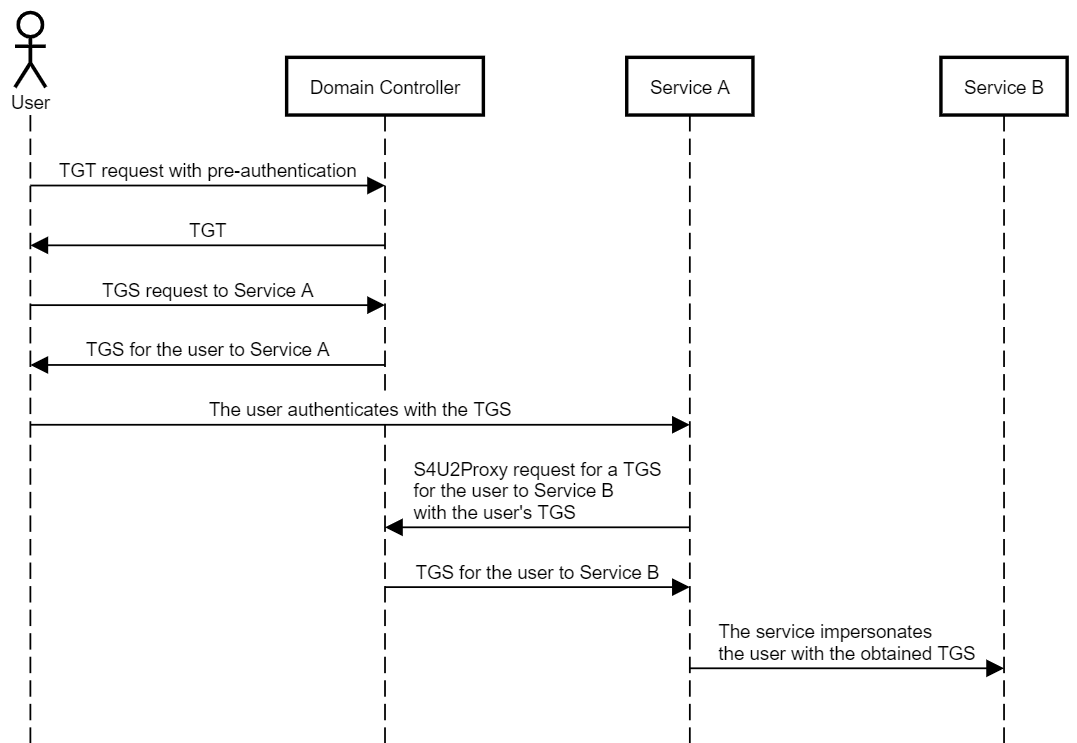 User
Domain Controller
Service A
Service B
TGT request with pre-authentication
TGT
TGS request to Service A
TGS for the user to Service A
The user authenticates with the TGS
S4U2Proxy request for a TGS
for the user to Service B
with the user's TGS
TGS for the user to Service B
The service impersonates
the user with the obtained TGS